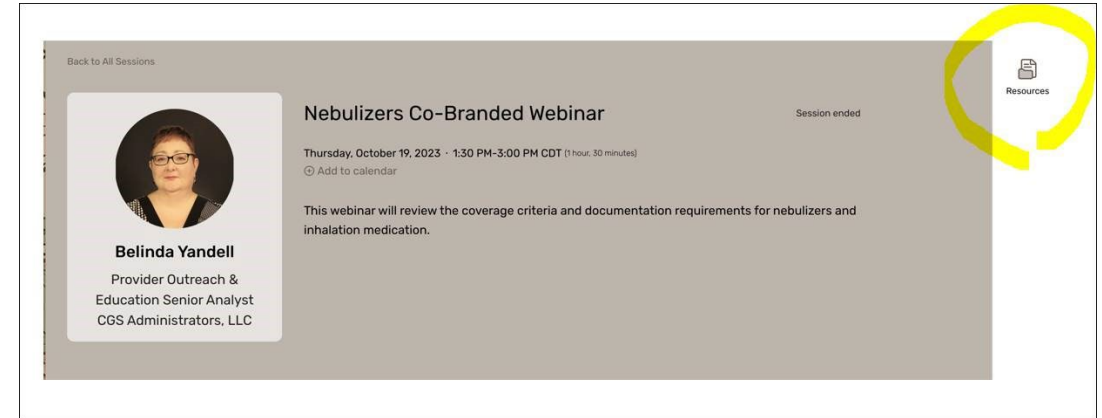 Back to All Sessions
Resources
Nebulizers Co-Branded Webinar
Session ended
Thursday, October 19, 2023 · 1:30 PM-3:00 PM CDT (1 hour, 30 minutes)
Add to calendar
This webinar will review the coverage criteria and documentation requirements for nebulizers and
inhalation medication.
Belinda Yandell
Provider Outreach &
Education Senior Analyst
CGS Administrators, LLC